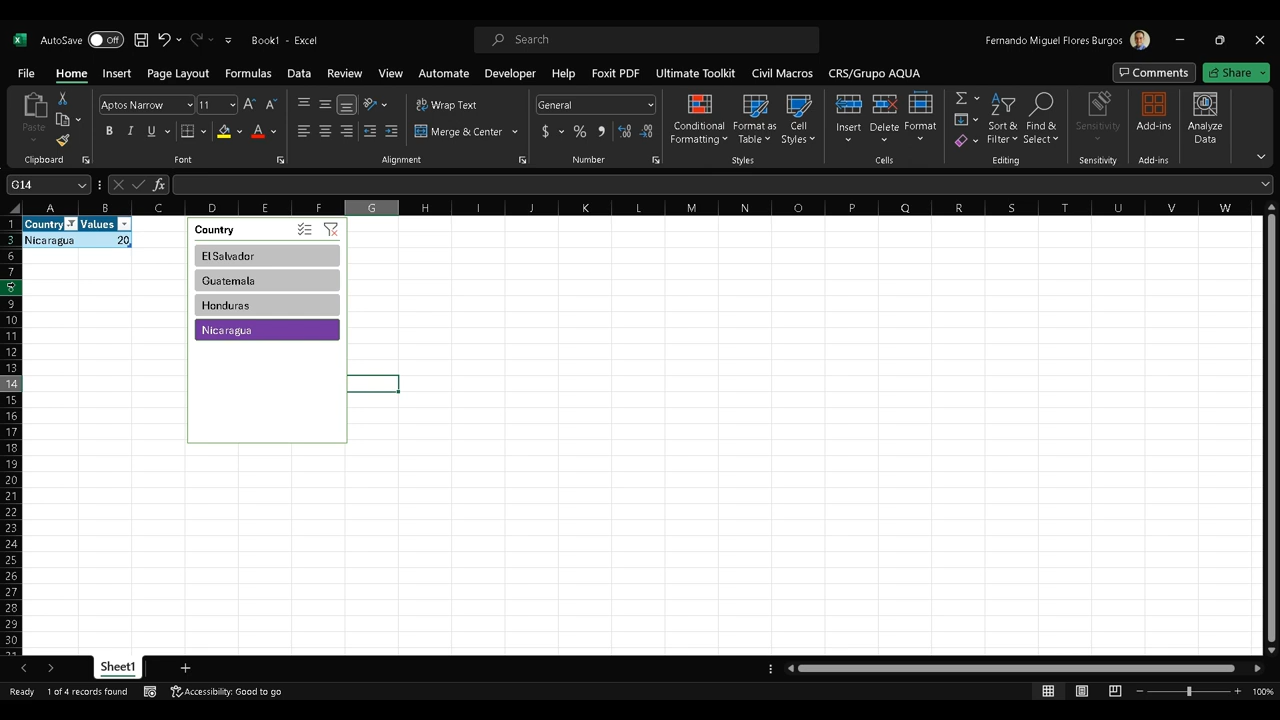 AutoSave Off Book1 - Excel Search Fernando Miguel Flores Burgos
File Home Insert Page Layout Formulas Data Review View Automate Developer Help Foxit PDF Ultimate Toolkit Civil Macros CRS/Grupo AQUA Comments Share
Paste Aptos Narrow 11 Wrap Text General
Conditional Formatting Format as Table Cell Styles Insert Delete Format Sort & Filter Find & Select Sensitivity Add-ins Analyze Data
B I U A Merge & Center $ % 9
Clipboard Font Alignment Number Styles Cells Editing Sensitivity Add-ins
G14 fx
A B C D E F G H I J K L M N O P Q R S T U V W
1 Country Values
3 Nicaragua 20
6
7
8
9
10
11
12
13
14
15
16
17
18
19
20
21
22
23
24
25
26
27
28
29
30
Country
El Salvador
Guatemala
Honduras
Nicaragua
Sheet1
Ready 1 of 4 records found Accessibility: Good to go 100%